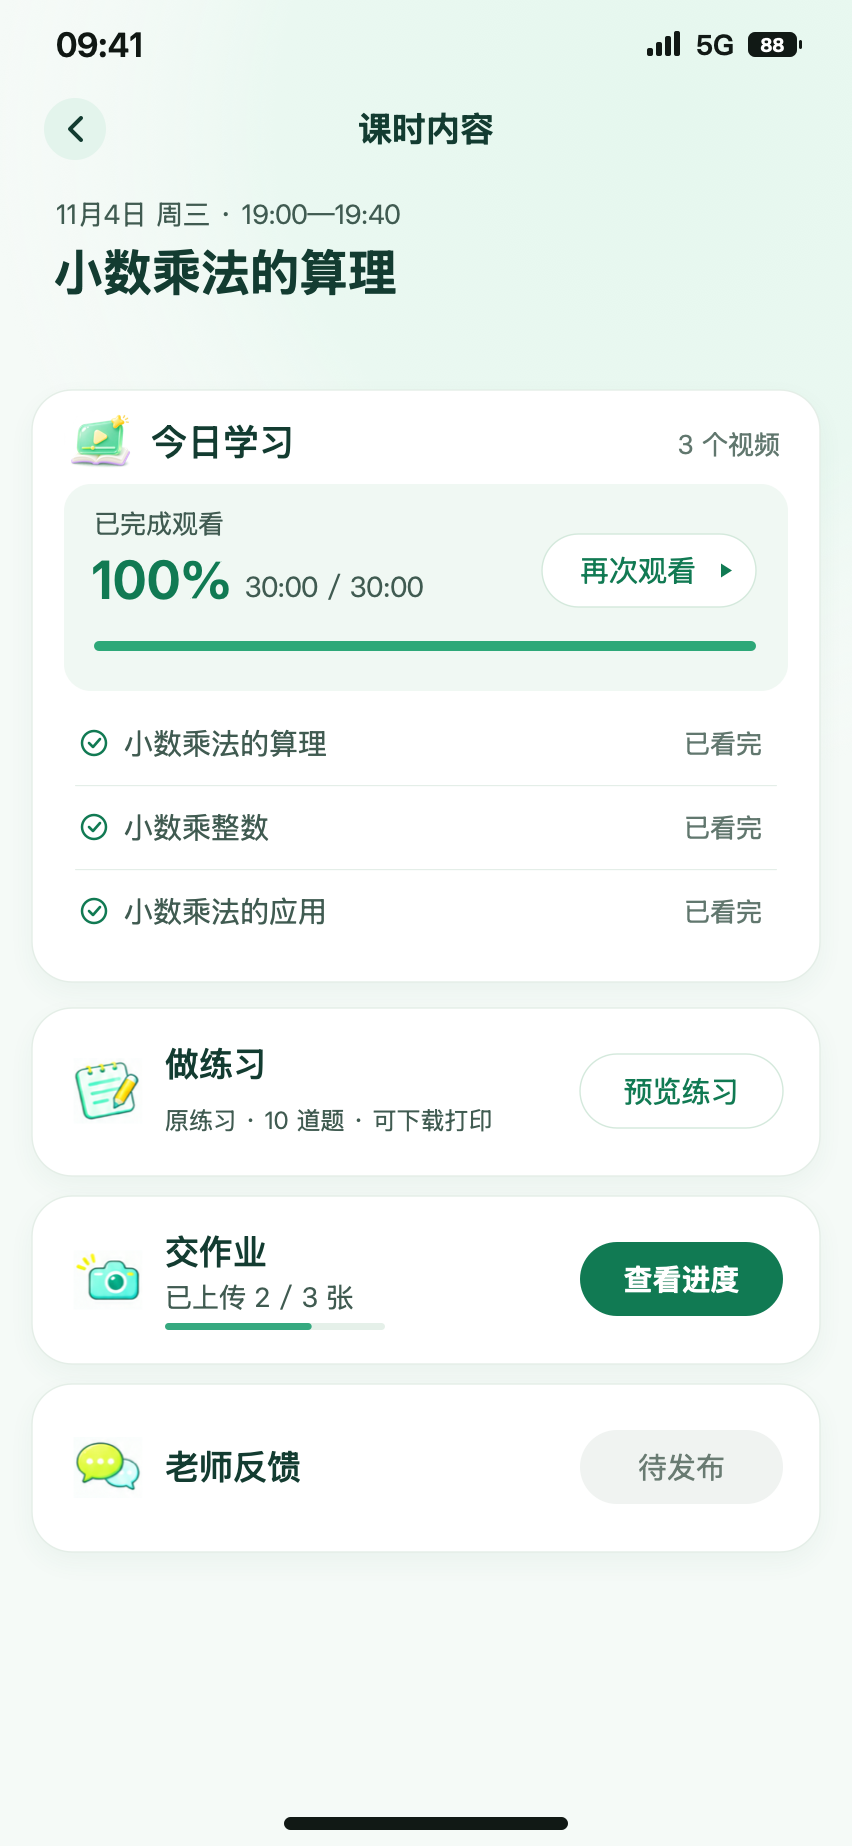 09:41
5G 88
课时内容
11月4日 周三 · 19:00—19:40
小数乘法的算理
今日学习
3 个视频
已完成观看
100% 30:00 / 30:00
再次观看
小数乘法的算理
已看完
小数乘整数
已看完
小数乘法的应用
已看完
做练习
原练习 · 10 道题 · 可下载打印
预览练习
交作业
已上传 2 / 3 张
查看进度
老师反馈
待发布